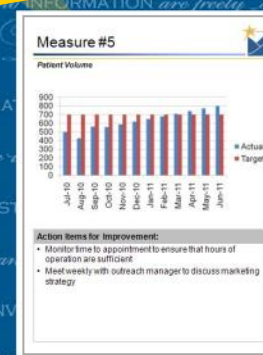 INFORMATION are freely
Measure #5
Patient Volume
900
800
700
600
500
400
300
200
100
0
Actual
Target
Jul-10
Aug-10
Sep-10
Oct-10
Nov-10
Dec-10
Jan-11
Feb-11
Mar-11
Apr-11
May-11
Jun-11
Action Items for Improvement:
• Monitor time to appointment to ensure that hours of
operation are sufficient
• Meet weekly with outreach manager to discuss marketing
strategy